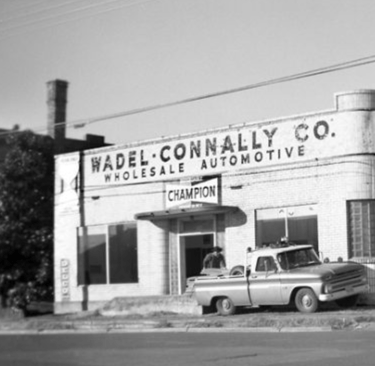 WADEL-CONNALLY CO.
WHOLESALE AUTOMOTIVE
CHAMPION